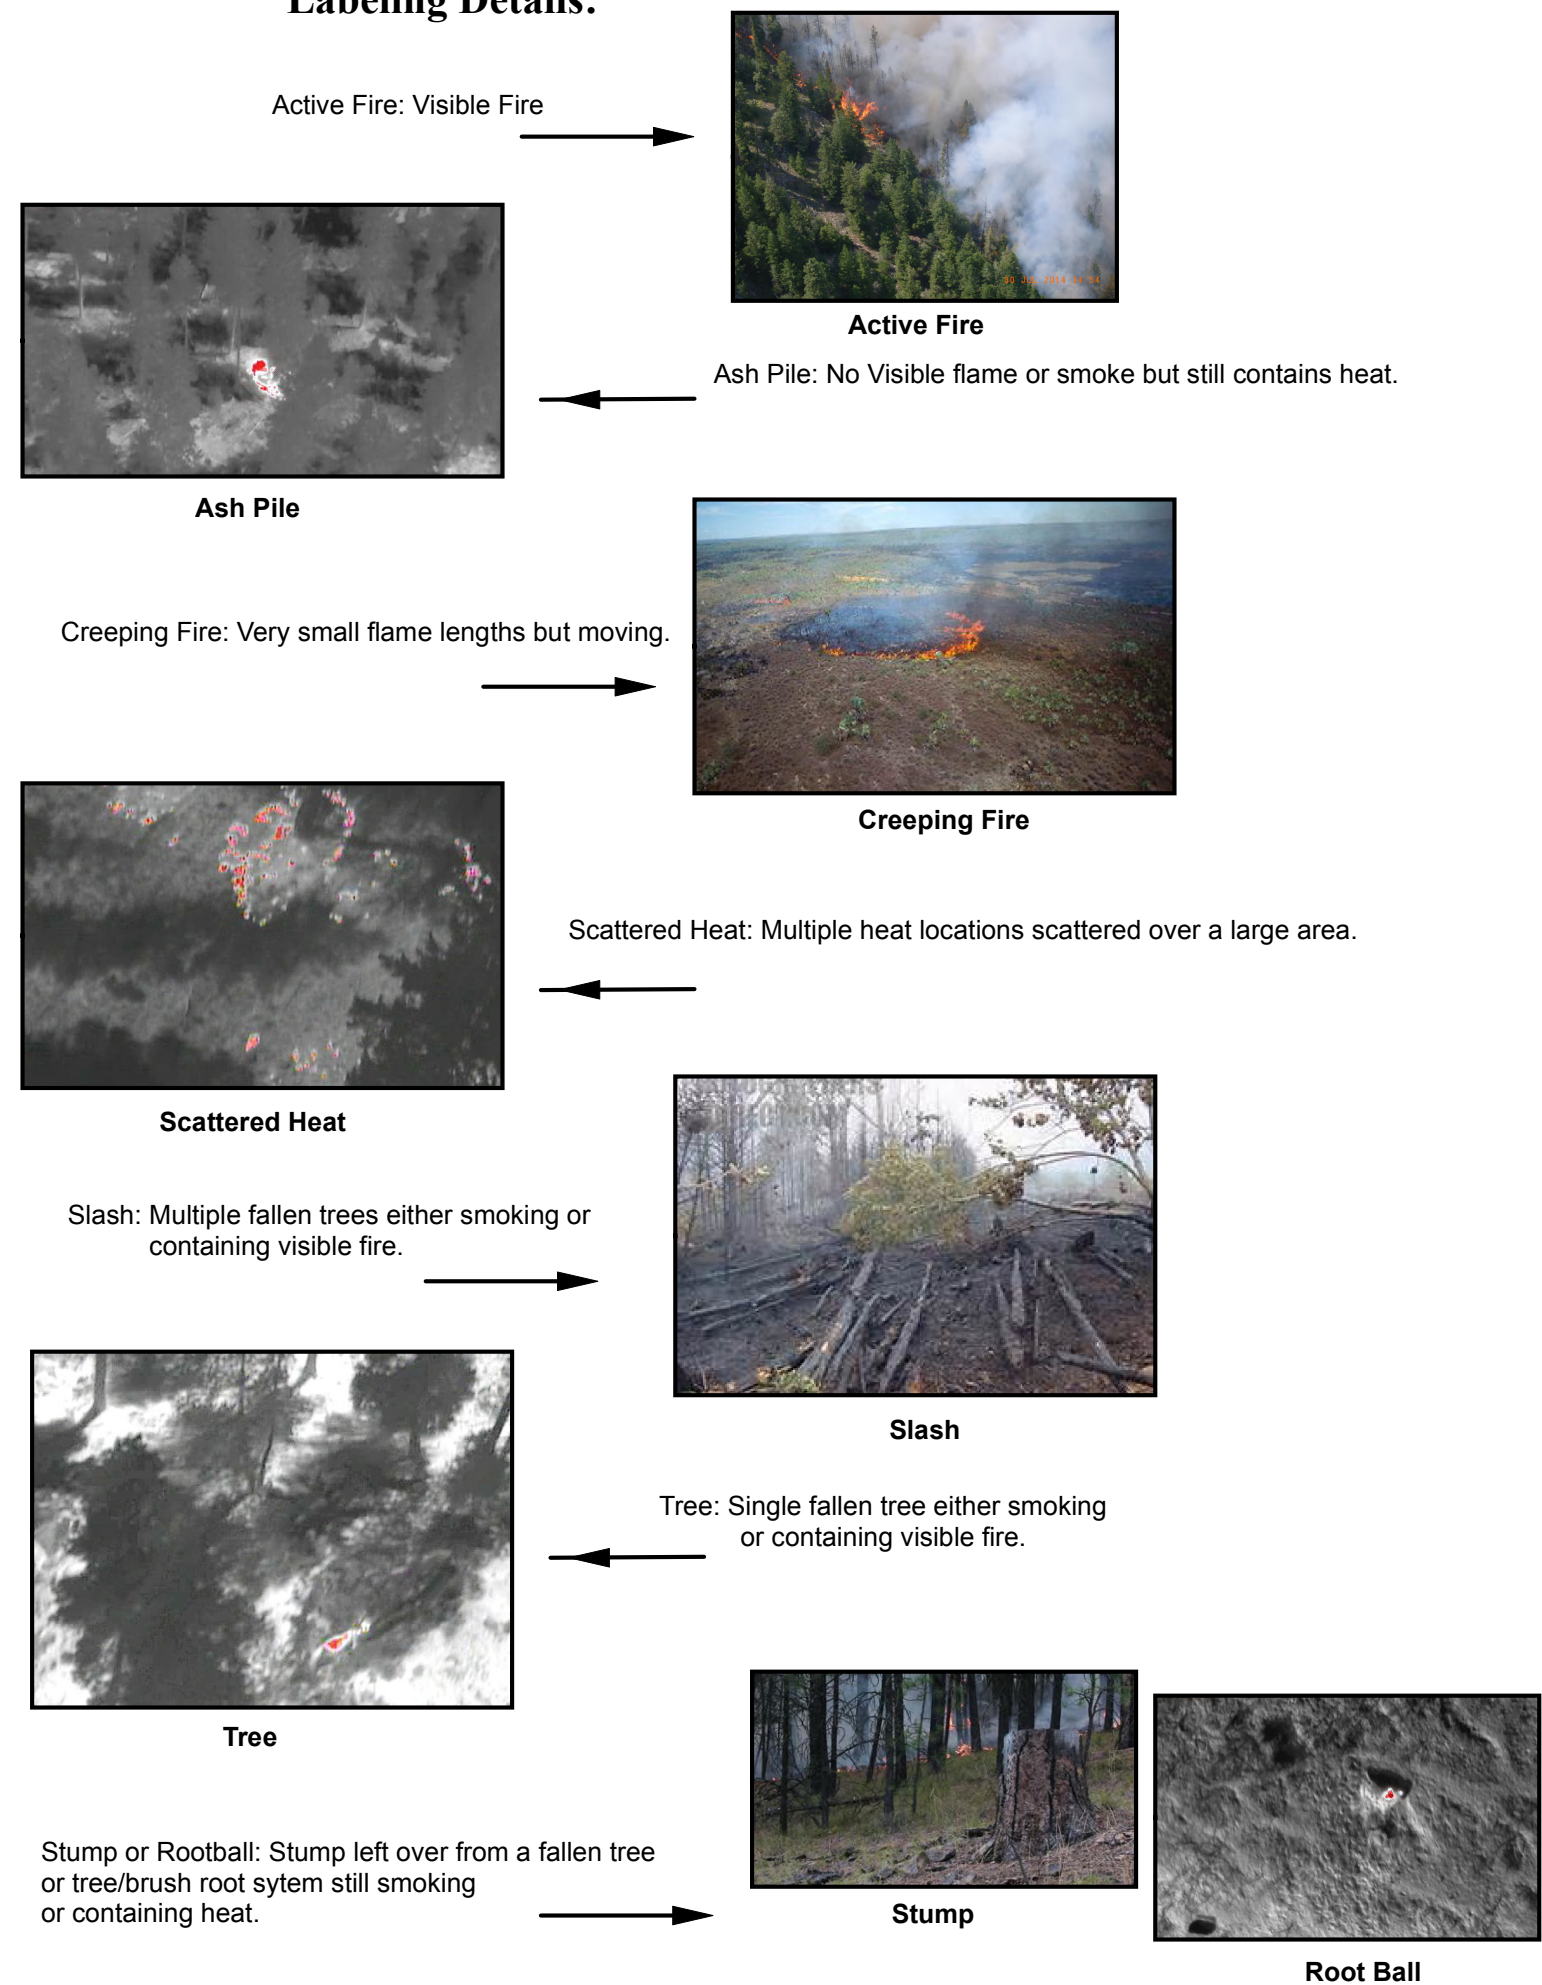 Labeling Details:
Active Fire: Visible Fire
Active Fire
Ash Pile: No Visible flame or smoke but still contains heat.
Ash Pile
Creeping Fire: Very small flame lengths but moving.
Creeping Fire
Scattered Heat: Multiple heat locations scattered over a large area.
Scattered Heat
Slash: Multiple fallen trees either smoking or
containing visible fire.
Slash
Tree: Single fallen tree either smoking
or containing visible fire.
Tree
Stump or Rootball: Stump left over from a fallen tree
or tree/brush root sytem still smoking
or containing heat.
Stump
Root Ball